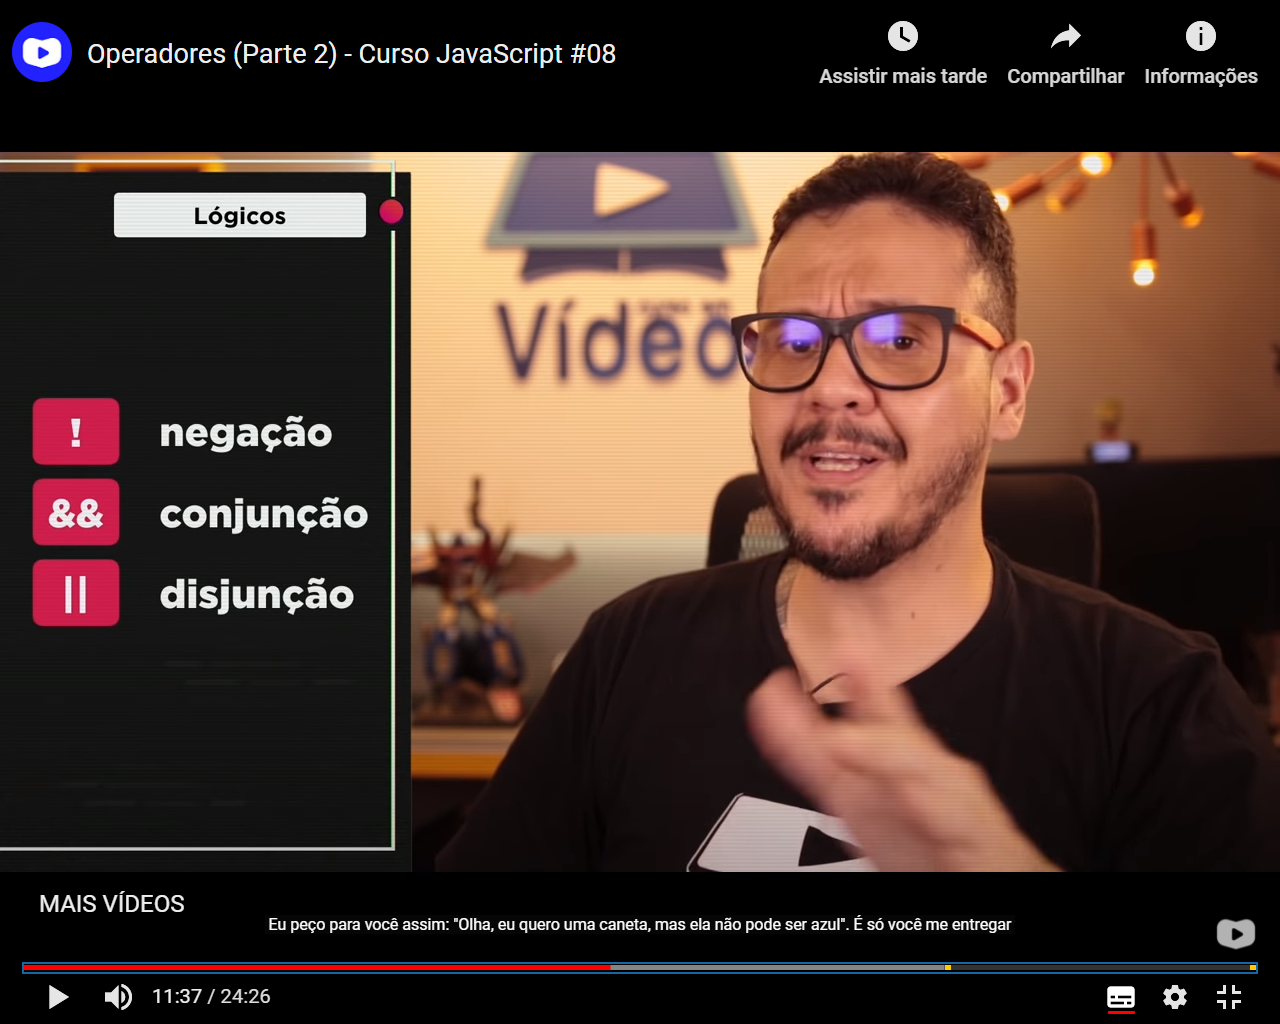 Operadores (Parte 2) - Curso JavaScript #08
Assistir mais tarde
Compartilhar
Informações
Lógicos
Vídeo
! negação
&& conjunção
|| disjunção
MAIS VÍDEOS
Eu peço para você assim: "Olha, eu quero uma caneta, mas ela não pode ser azul". É só você me entregar
11:37 / 24:26